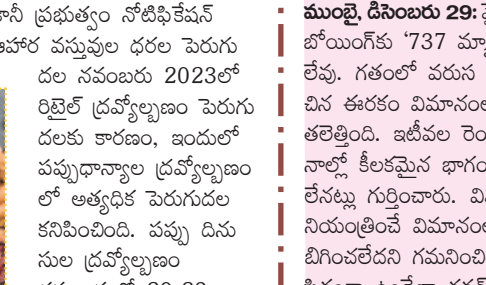 ప్రభుత్వం నోటిఫికేషన్
ఆహార వస్తువుల ధరల పెరుగు
దల నవంబరు 2023లో
రిటైల్ ద్రవ్యోల్బణం పెరుగు
దలకు కారణం, ఇందులో
పప్పుధాన్యాల ద్రవ్యోల్బణం
లో అత్యధిక పెరుగుదల
కనిపించింది. పప్పు దిను
సుల ద్రవ్యోల్బణం
ముంబై, డిసెంబరు 29:
బోయింగ్‌కు '737
లేవు. గతంలో వరుస
చిన ఈరకం
తలెత్తింది. ఇటీవల
నాల్లో కీలకమైన
లేనట్లు గుర్తించారు.
నియంత్రించే
బిగించలేదని